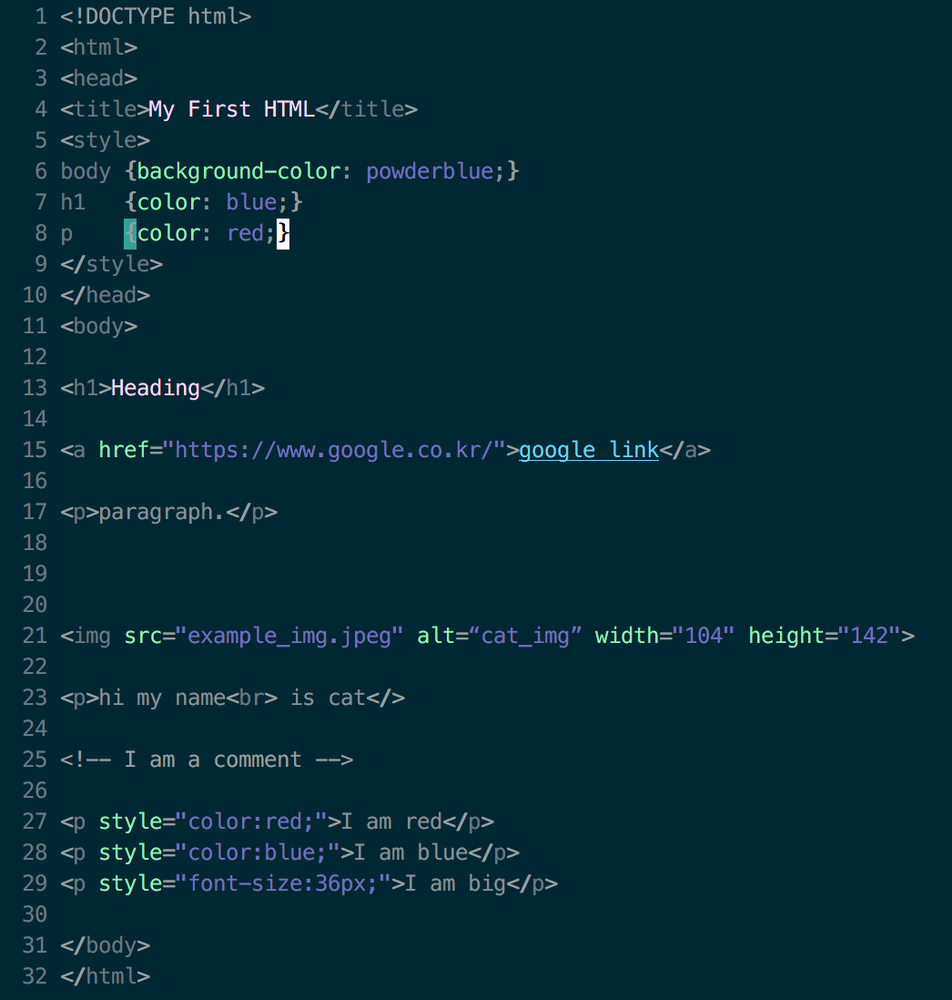 1 <!DOCTYPE html>
2 <html>
3 <head>
4 <title>My First HTML</title>
5 <style>
6 body {background-color: powderblue;}
7 h1   {color: blue;}
8 p    {color: red;}
9 </style>
10 </head>
11 <body>
12
13 <h1>Heading</h1>
14
15 <a href="https://www.google.co.kr/">google link</a>
16
17 <p>paragraph.</p>
18
19
20
21 <img src="example_img.jpeg" alt=“cat_img” width="104" height="142">
22
23 <p>hi my name<br> is cat</>
24
25 <!-- I am a comment -->
26
27 <p style="color:red;">I am red</p>
28 <p style="color:blue;">I am blue</p>
29 <p style="font-size:36px;">I am big</p>
30
31 </body>
32 </html>